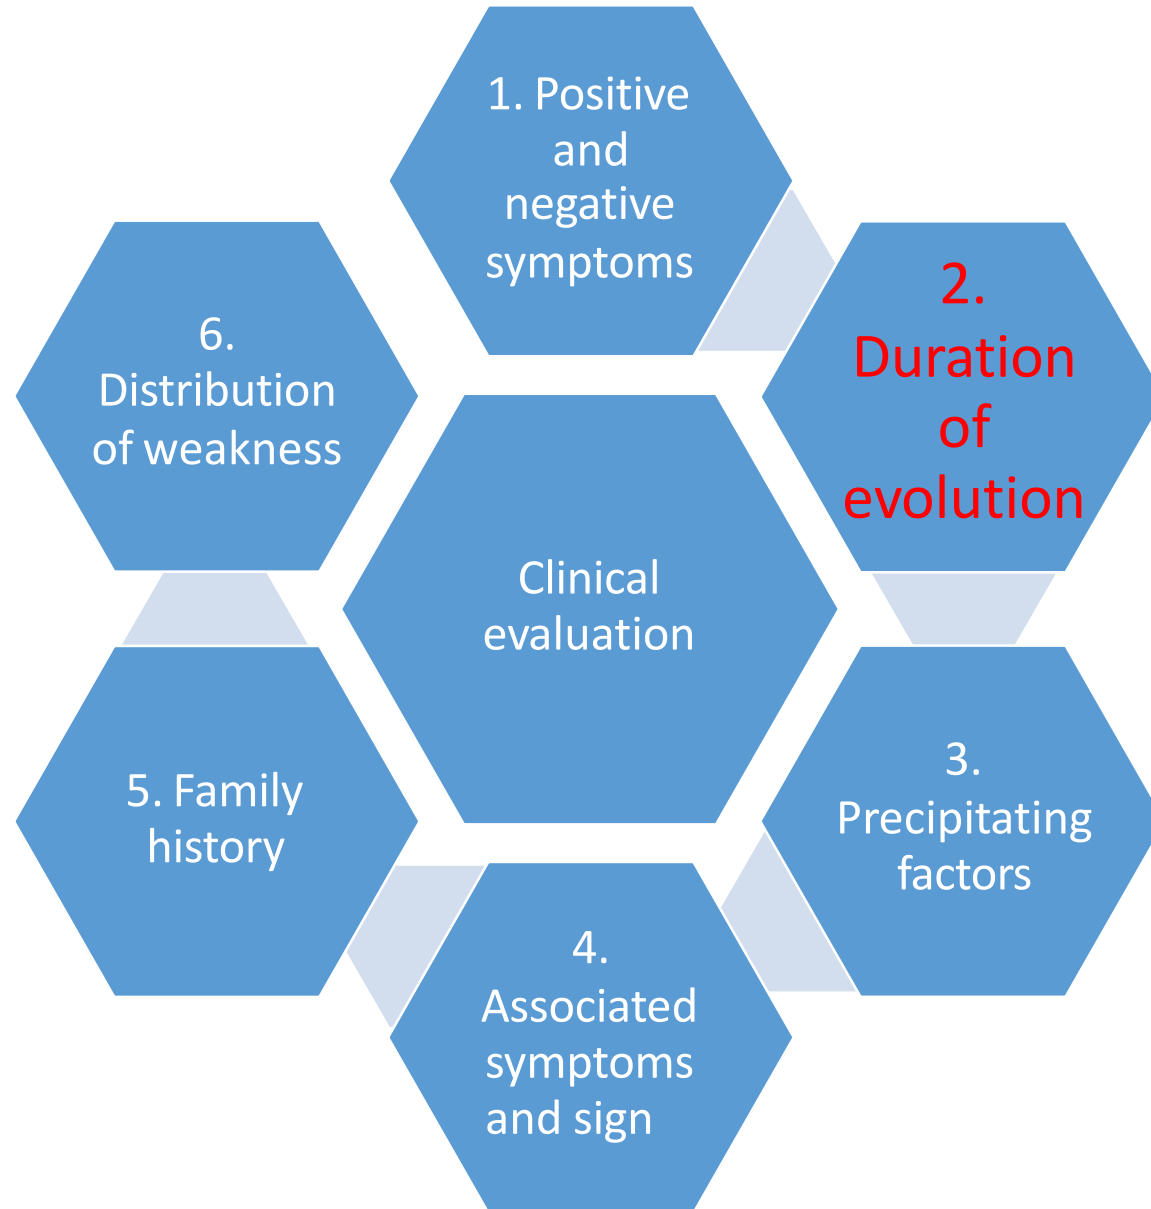 1. Positive
and
negative
symptoms
2.
Duration
of
evolution
3.
Precipitating
factors
4.
Associated
symptoms
and sign
5. Family
history
6.
Distribution
of weakness
Clinical
evaluation